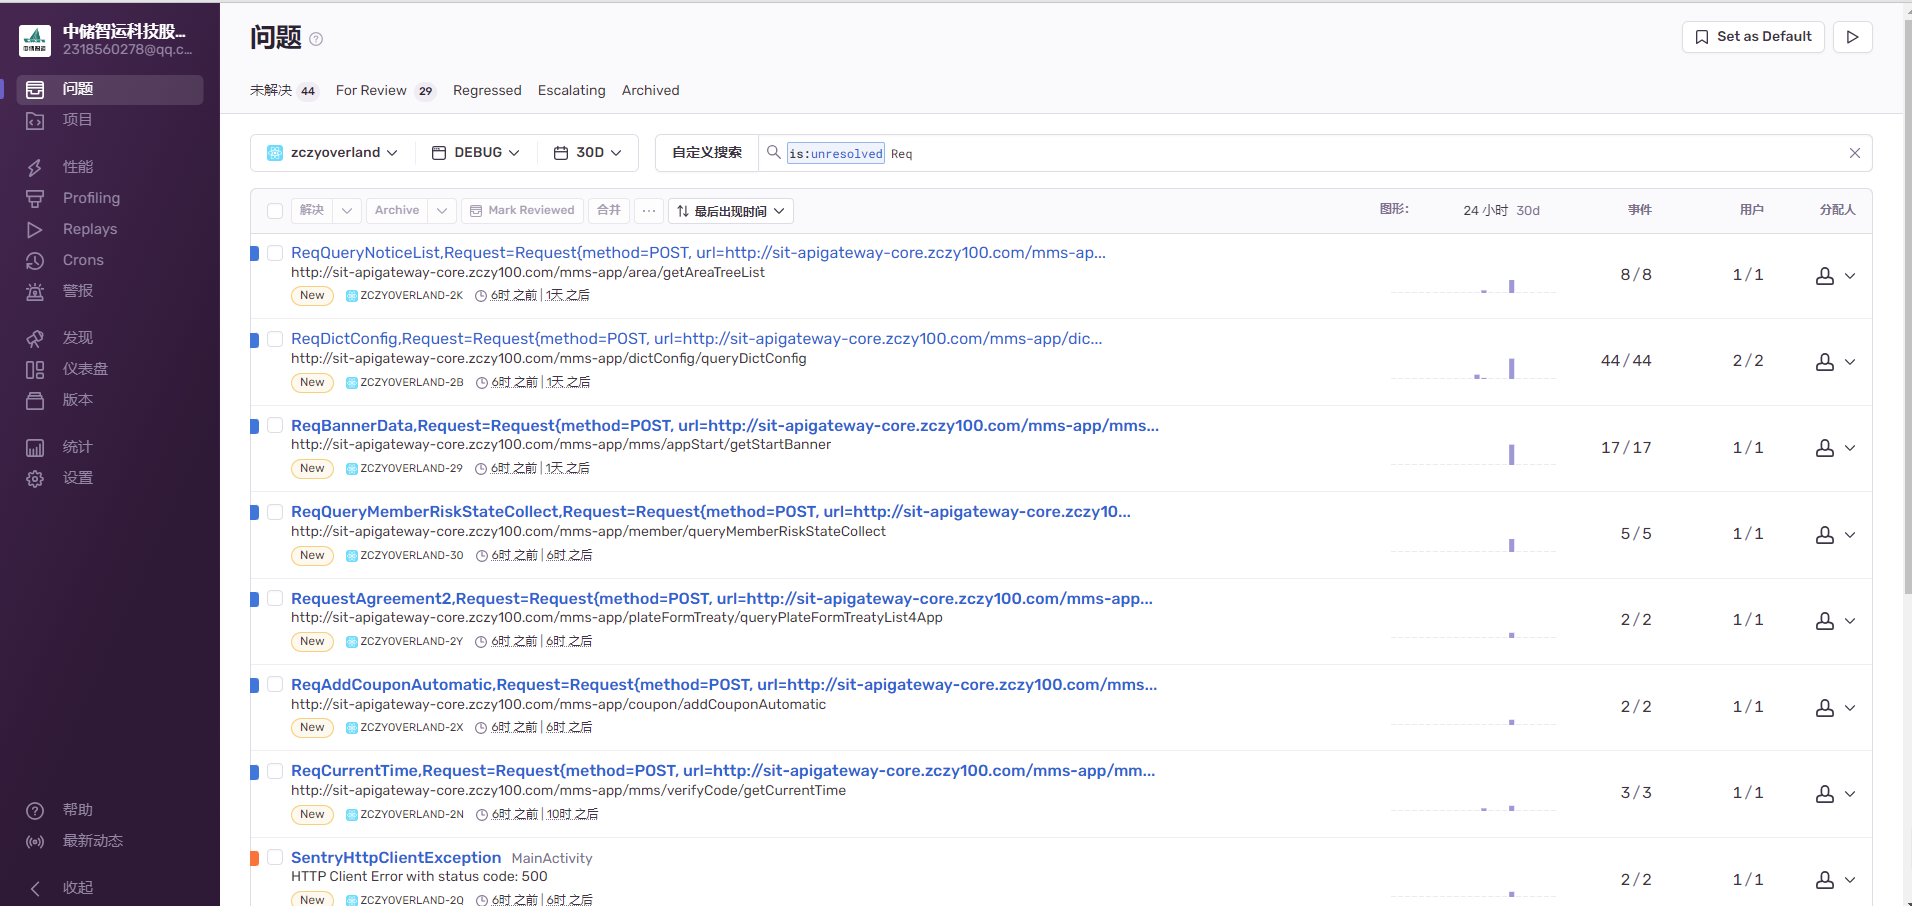 中储智运科技股...
2318560278@qq.c...
问题
项目
性能
Profiling
Replays
Crons
警报
发现
仪表盘
版本
统计
设置
帮助
最新动态
收起
问题
Set as Default
未解决 44 For Review 29 Regressed Escalating Archived
zczyoverland DEBUG 30D 自定义搜索 is:unresolved Req
解决 Archive Mark Reviewed 合并 ... 最后出现时间 图形: 24 小时 30d 事件 用户 分配人
ReqQueryNoticeList,Request=Request{method=POST, url=http://sit-apigateway-core.zczy100.com/mms-ap...
http://sit-apigateway-core.zczy100.com/mms-app/area/getAreaTreeList
New ZCZYOVERLAND-2K 6时 之前 | 1天 之后
8/8 1/1
ReqDictConfig,Request=Request{method=POST, url=http://sit-apigateway-core.zczy100.com/mms-app/dic...
http://sit-apigateway-core.zczy100.com/mms-app/dictConfig/queryDictConfig
New ZCZYOVERLAND-2B 6时 之前 | 1天 之后
44/44 2/2
ReqBannerData,Request=Request{method=POST, url=http://sit-apigateway-core.zczy100.com/mms-app/mms...
http://sit-apigateway-core.zczy100.com/mms-app/mms/appStart/getStartBanner
New ZCZYOVERLAND-29 6时 之前 | 1天 之后
17/17 1/1
ReqQueryMemberRiskStateCollect,Request=Request{method=POST, url=http://sit-apigateway-core.zczy10...
http://sit-apigateway-core.zczy100.com/mms-app/member/queryMemberRiskStateCollect
New ZCZYOVERLAND-30 6时 之前 | 6时 之后
5/5 1/1
RequestAgreement2,Request=Request{method=POST, url=http://sit-apigateway-core.zczy100.com/mms-app...
http://sit-apigateway-core.zczy100.com/mms-app/plateFormTreaty/queryPlateFormTreatyList4App
New ZCZYOVERLAND-2Y 6时 之前 | 6时 之后
2/2 1/1
ReqAddCouponAutomatic,Request=Request{method=POST, url=http://sit-apigateway-core.zczy100.com/mms...
http://sit-apigateway-core.zczy100.com/mms-app/coupon/addCouponAutomatic
New ZCZYOVERLAND-2X 6时 之前 | 6时 之后
2/2 1/1
ReqCurrentTime,Request=Request{method=POST, url=http://sit-apigateway-core.zczy100.com/mms-app/mm...
http://sit-apigateway-core.zczy100.com/mms-app/mms/verifyCode/getCurrentTime
New ZCZYOVERLAND-2N 6时 之前 | 10时 之后
3/3 1/1
SentryHttpClientException MainActivity
HTTP Client Error with status code: 500
New ZCZYOVERLAND-2Q 6时 之前 | 6时 之后
2/2 1/1